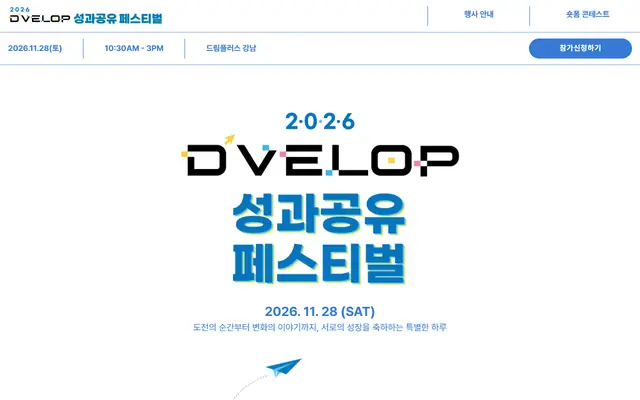 2026
D'VELOP 성과공유 페스티벌
행사 안내
숏폼 콘테스트
2026.11.28(토)
10:30AM - 3PM
드림플러스 강남
참가신청하기
2·0·2·6
D'VELOP
성과공유
페스티벌
2026. 11. 28 (SAT)
도전의 순간부터 변화의 이야기까지, 서로의 성장을 축하하는 특별한 하루